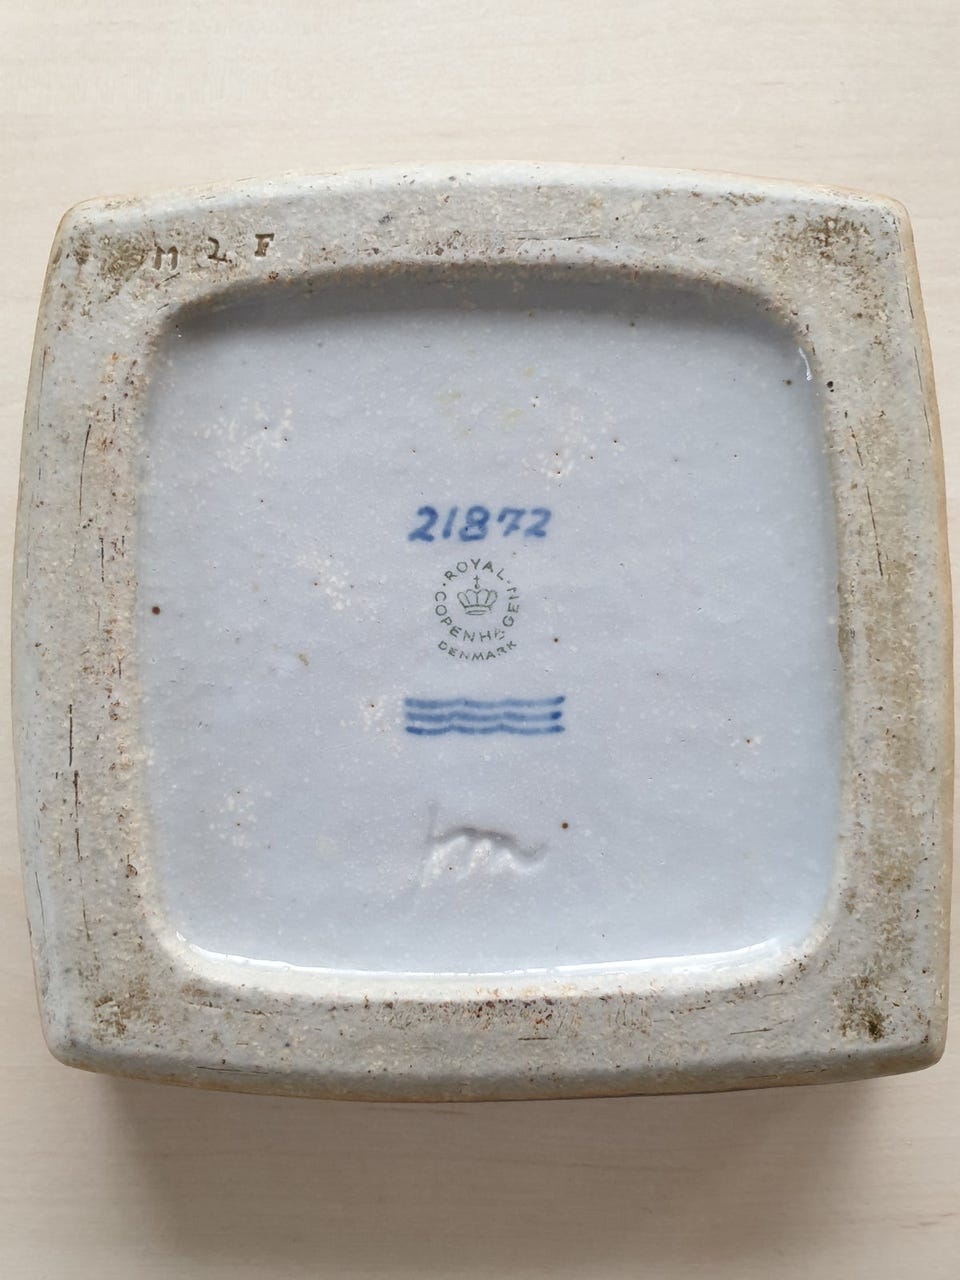 M 2 F
21872
ROYAL
COPENHAGEN
DENMARK